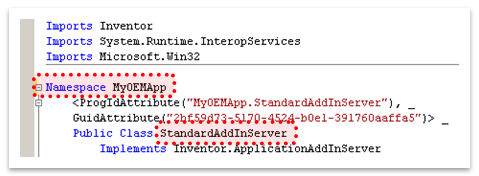 Imports Inventor
Imports System.Runtime.InteropServices
Imports Microsoft.Win32
Namespace MyOEMApp
<ProgIdAttribute("MyOEMApp.StandardAddInServer"), _
GuidAttribute("2bf59d73-5170-4524-b0e1-391760aaffa5")> _
Public Class StandardAddInServer
Implements Inventor.ApplicationAddInServer